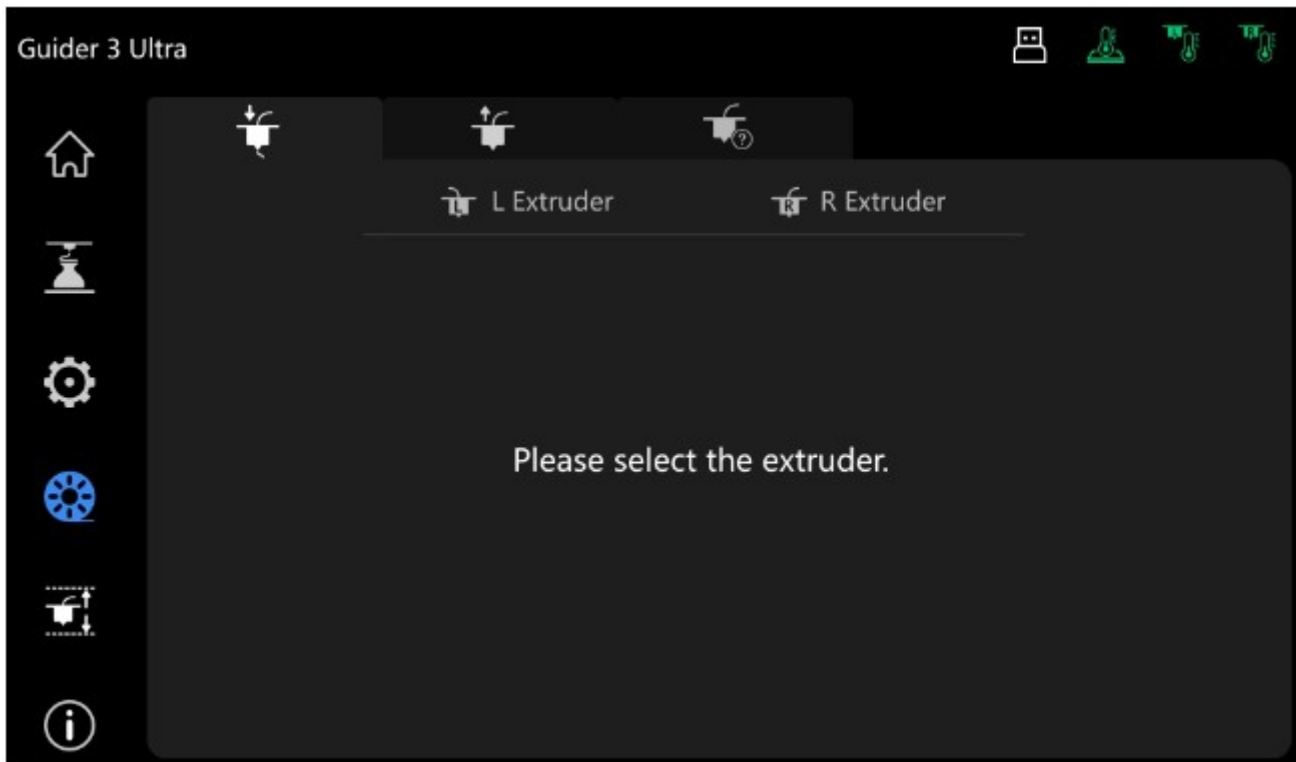 Guider 3 Ultra
L R
?
L L Extruder R R Extruder
Please select the extruder.
i